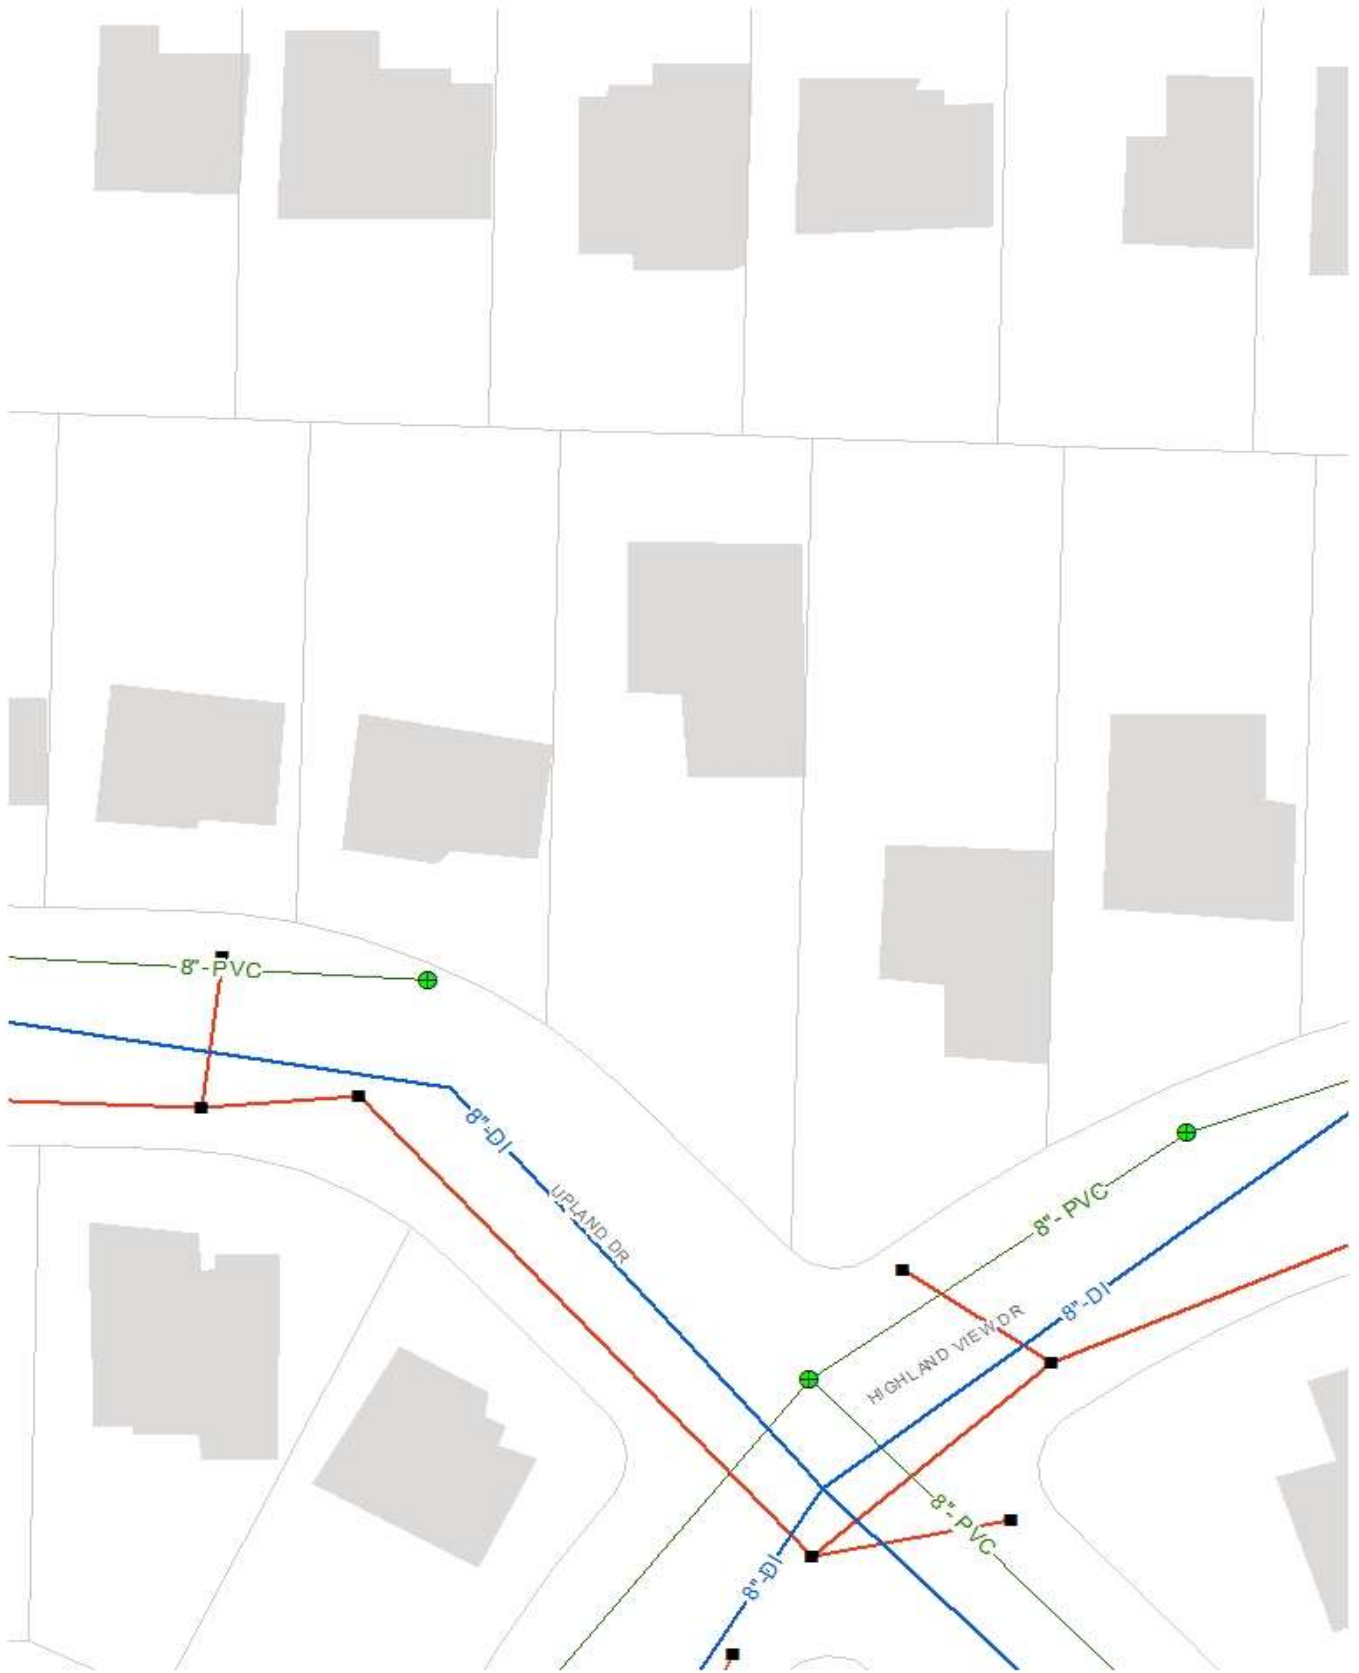 8"-PVC
8"-DI
UPLAND DR
8"- PVC
8"-DI
HIGHLAND VIEW DR
8"- PVC
8"-DI